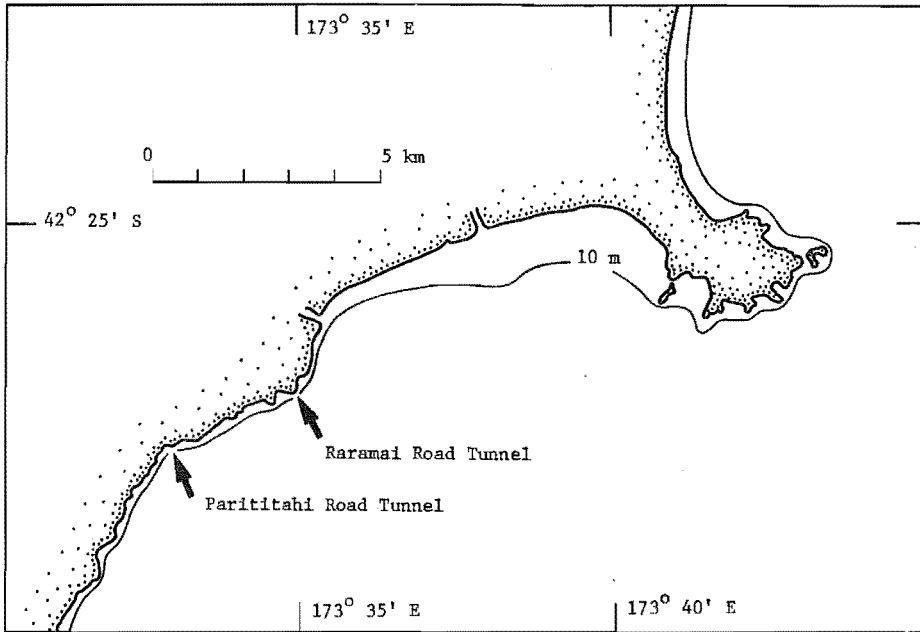 173° 35' E
0 5 km
42° 25' S
10 m
Raramai Road Tunnel
Parititahi Road Tunnel
173° 35' E
173° 40' E